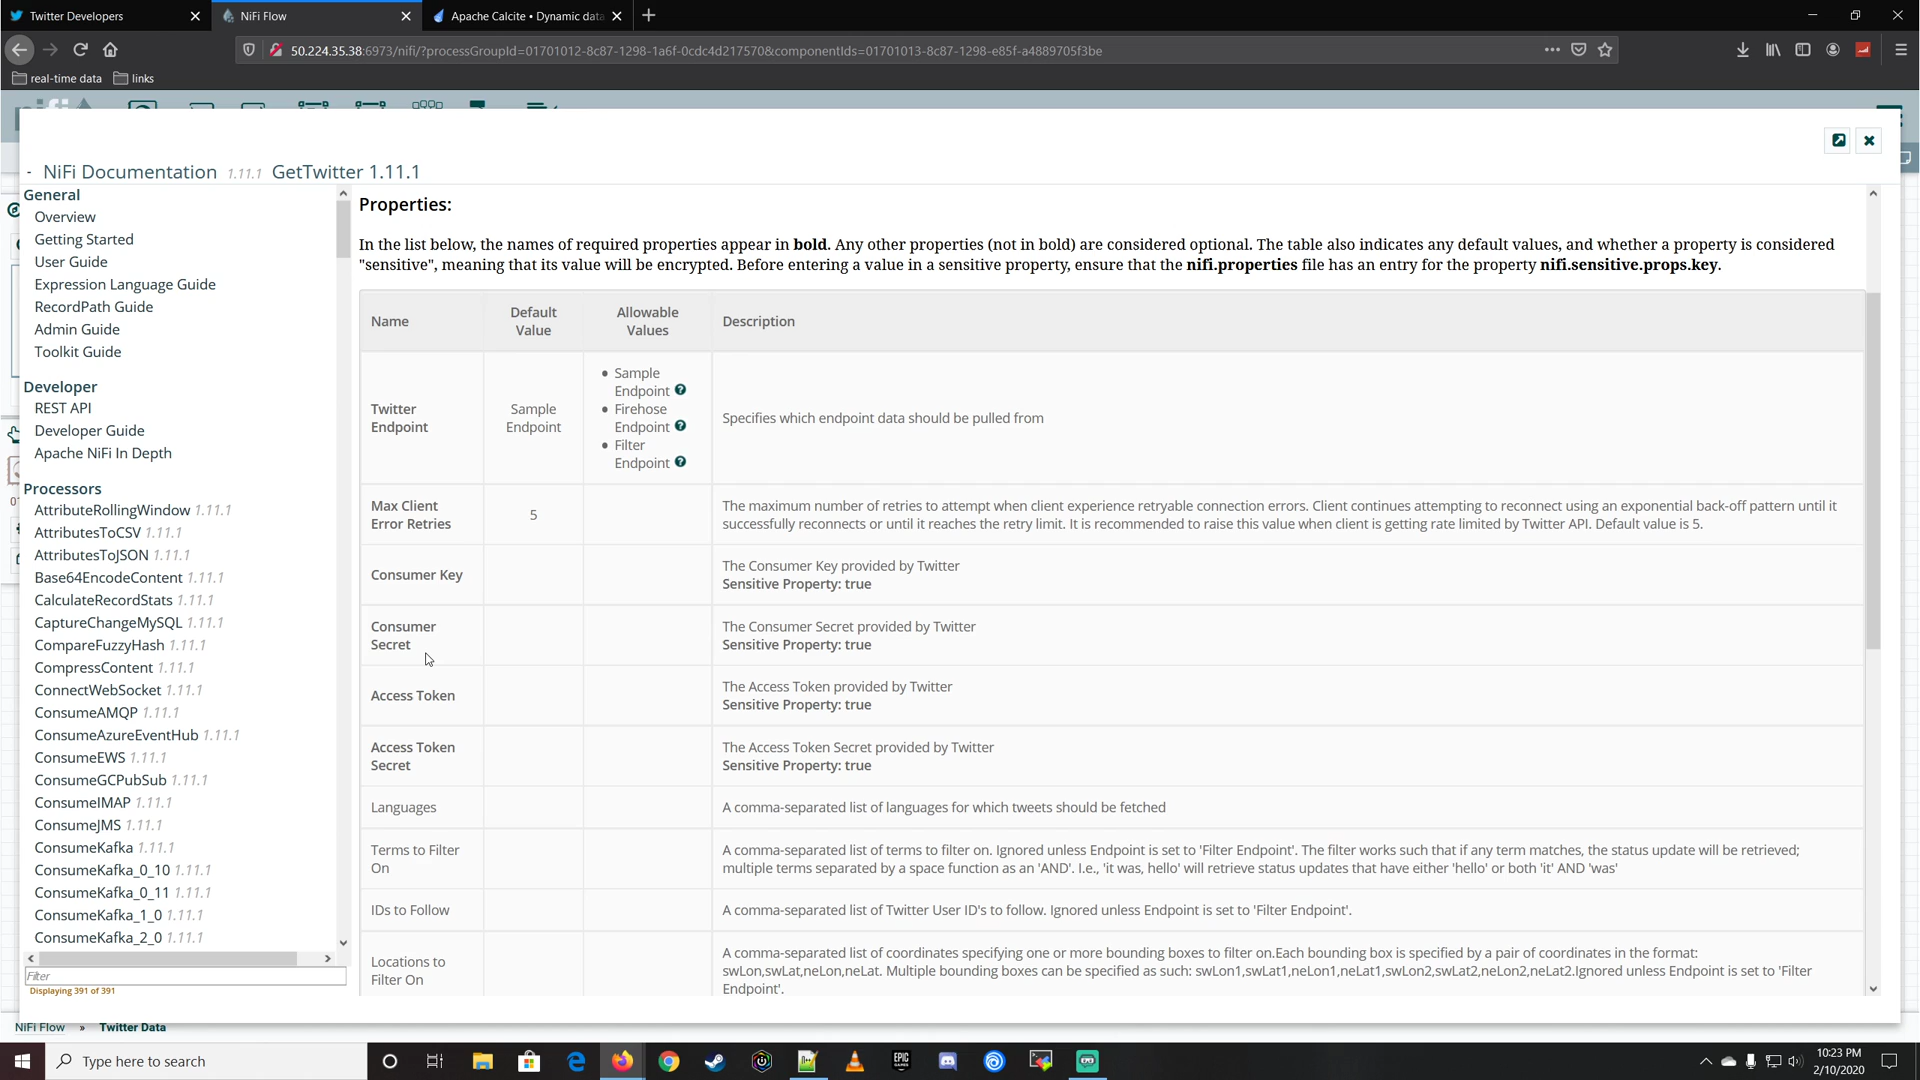 Twitter Developers
NiFi Flow
Apache Calcite • Dynamic data
50.224.35.38:6973/nifi/?processGroupId=01701012-8c87-1298-1a6f-0cdc4d217570&componentIds=01701013-8c87-1298-e85f-a4889705f3be
real-time data
links
NiFi Documentation 1.11.1 GetTwitter 1.11.1
General
Overview
Getting Started
User Guide
Expression Language Guide
RecordPath Guide
Admin Guide
Toolkit Guide
Developer
REST API
Developer Guide
Apache NiFi In Depth
Processors
AttributeRollingWindow 1.11.1
AttributesToCSV 1.11.1
AttributesToJSON 1.11.1
Base64EncodeContent 1.11.1
CalculateRecordStats 1.11.1
CaptureChangeMySQL 1.11.1
CompareFuzzyHash 1.11.1
CompressContent 1.11.1
ConnectWebSocket 1.11.1
ConsumeAMQP 1.11.1
ConsumeAzureEventHub 1.11.1
ConsumeEWS 1.11.1
ConsumeGCPubSub 1.11.1
ConsumeIMAP 1.11.1
ConsumeJMS 1.11.1
ConsumeKafka 1.11.1
ConsumeKafka_0_10 1.11.1
ConsumeKafka_0_11 1.11.1
ConsumeKafka_1_0 1.11.1
ConsumeKafka_2_0 1.11.1
Filter
Displaying 391 of 391
Properties:
In the list below, the names of required properties appear in bold. Any other properties (not in bold) are considered optional. The table also indicates any default values, and whether a property is considered
"sensitive", meaning that its value will be encrypted. Before entering a value in a sensitive property, ensure that the nifi.properties file has an entry for the property nifi.sensitive.props.key.
Name
Default
Value
Allowable
Values
Description
Twitter
Endpoint
Sample
Endpoint
• Sample
Endpoint
• Firehose
Endpoint
• Filter
Endpoint
Specifies which endpoint data should be pulled from
Max Client
Error Retries
5
The maximum number of retries to attempt when client experience retryable connection errors. Client continues attempting to reconnect using an exponential back-off pattern until it
successfully reconnects or until it reaches the retry limit. It is recommended to raise this value when client is getting rate limited by Twitter API. Default value is 5.
Consumer Key
The Consumer Key provided by Twitter
Sensitive Property: true
Consumer
Secret
The Consumer Secret provided by Twitter
Sensitive Property: true
Access Token
The Access Token provided by Twitter
Sensitive Property: true
Access Token
Secret
The Access Token Secret provided by Twitter
Sensitive Property: true
Languages
A comma-separated list of languages for which tweets should be fetched
Terms to Filter
On
A comma-separated list of terms to filter on. Ignored unless Endpoint is set to 'Filter Endpoint'. The filter works such that if any term matches, the status update will be retrieved;
multiple terms separated by a space function as an 'AND'. I.e., 'it was, hello' will retrieve status updates that have either 'hello' or both 'it' AND 'was'
IDs to Follow
A comma-separated list of Twitter User ID's to follow. Ignored unless Endpoint is set to 'Filter Endpoint'.
Locations to
Filter On
A comma-separated list of coordinates specifying one or more bounding boxes to filter on.Each bounding box is specified by a pair of coordinates in the format:
swLon,swLat,neLon,neLat. Multiple bounding boxes can be specified as such: swLon1,swLat1,neLon1,neLat1,swLon2,swLat2,neLon2,neLat2.Ignored unless Endpoint is set to 'Filter
Endpoint'.
NiFi Flow » Twitter Data
Type here to search
EPIC
GAMES
10:23 PM
2/10/2020